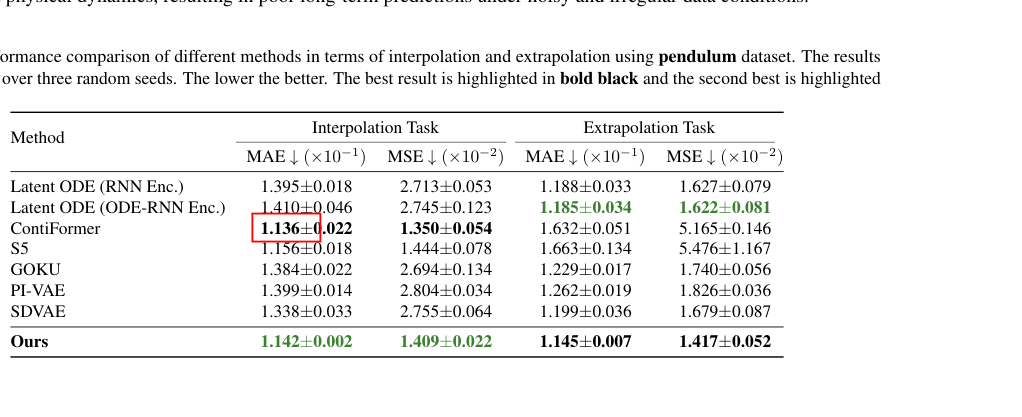 physical dynamics, resulting in poor long-term predictions under noisy and irregular data conditions.
formance comparison of different methods in terms of interpolation and extrapolation using pendulum dataset. The results
over three random seeds. The lower the better. The best result is highlighted in bold black and the second best is highlighted
Method Interpolation Task Extrapolation Task
MAE ↓ (×10⁻¹) MSE ↓ (×10⁻²) MAE ↓ (×10⁻¹) MSE ↓ (×10⁻²)
Latent ODE (RNN Enc.) 1.395±0.018 2.713±0.053 1.188±0.033 1.627±0.079
Latent ODE (ODE-RNN Enc.) 1.410±0.046 2.745±0.123 1.185±0.034 1.622±0.081
ContiFormer 1.136±0.022 1.350±0.054 1.632±0.051 5.165±0.146
S5 1.156±0.018 1.444±0.078 1.663±0.134 5.476±1.167
GOKU 1.384±0.022 2.694±0.134 1.229±0.017 1.740±0.056
PI-VAE 1.399±0.014 2.804±0.034 1.262±0.019 1.826±0.036
SDVAE 1.338±0.033 2.755±0.064 1.199±0.036 1.679±0.087
Ours 1.142±0.002 1.409±0.022 1.145±0.007 1.417±0.052